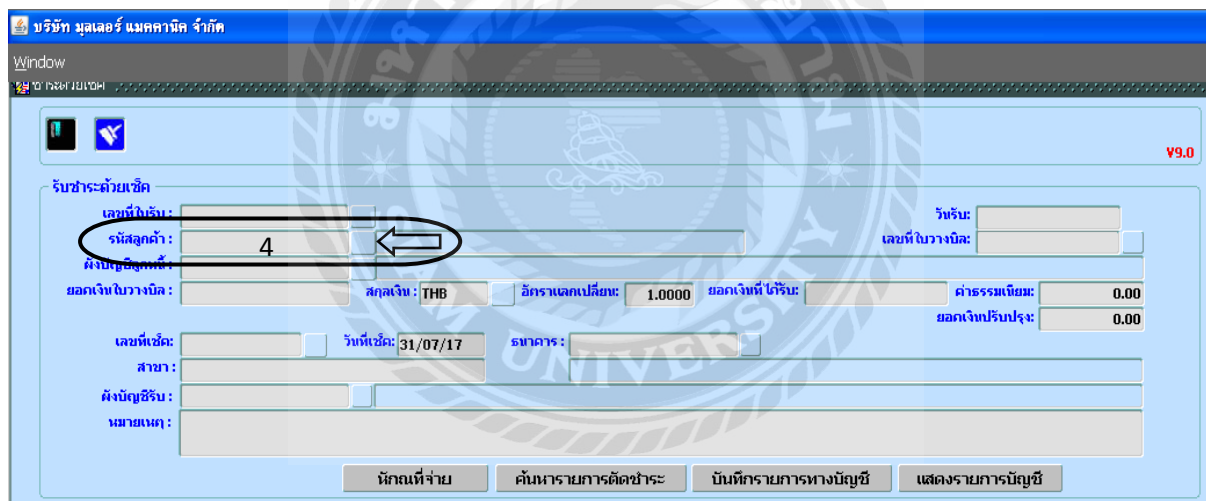 บริษัท มุลเลอร์ แมคคานิค จำกัด
Window
ชำระด้วยเช็ค
V9.0
รับชำระด้วยเช็ค
เลขที่ใบรับ : วันรับ:
รหัสลูกค้า : 4 เลขที่ใบวางบิล:
ผังบัญชีลูกหนี้ :
ยอดเงินใบวางบิล : สกุลเงิน : THB อัตราแลกเปลี่ยน: 1.0000 ยอดเงินที่ได้รับ: ค่าธรรมเนียม: 0.00
ยอดเงินปรับปรุง: 0.00
เลขที่เช็ค: วันที่เช็ค: 31/07/17 ธนาคาร :
สาขา :
ผังบัญชีรับ :
หมายเหตุ :
หักณที่จ่าย ค้นหารายการตัดชำระ บันทึกรายการทางบัญชี แสดงรายการบัญชี
SIAM UNIVERSITY